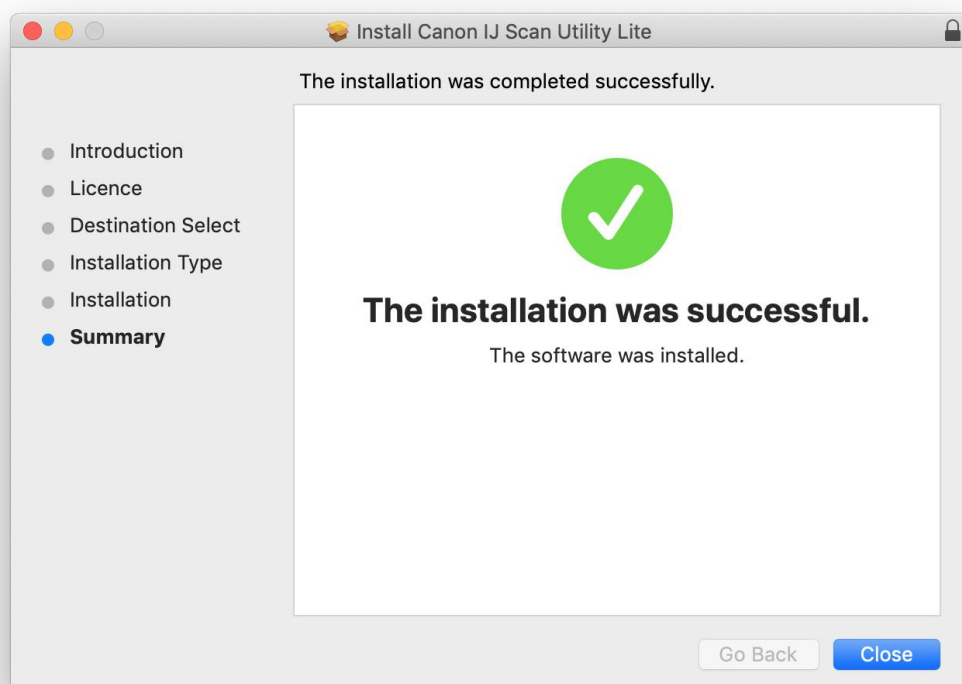 Install Canon IJ Scan Utility Lite
The installation was completed successfully.
Introduction
Licence
Destination Select
Installation Type
Installation
Summary
The installation was successful.
The software was installed.
Go Back
Close